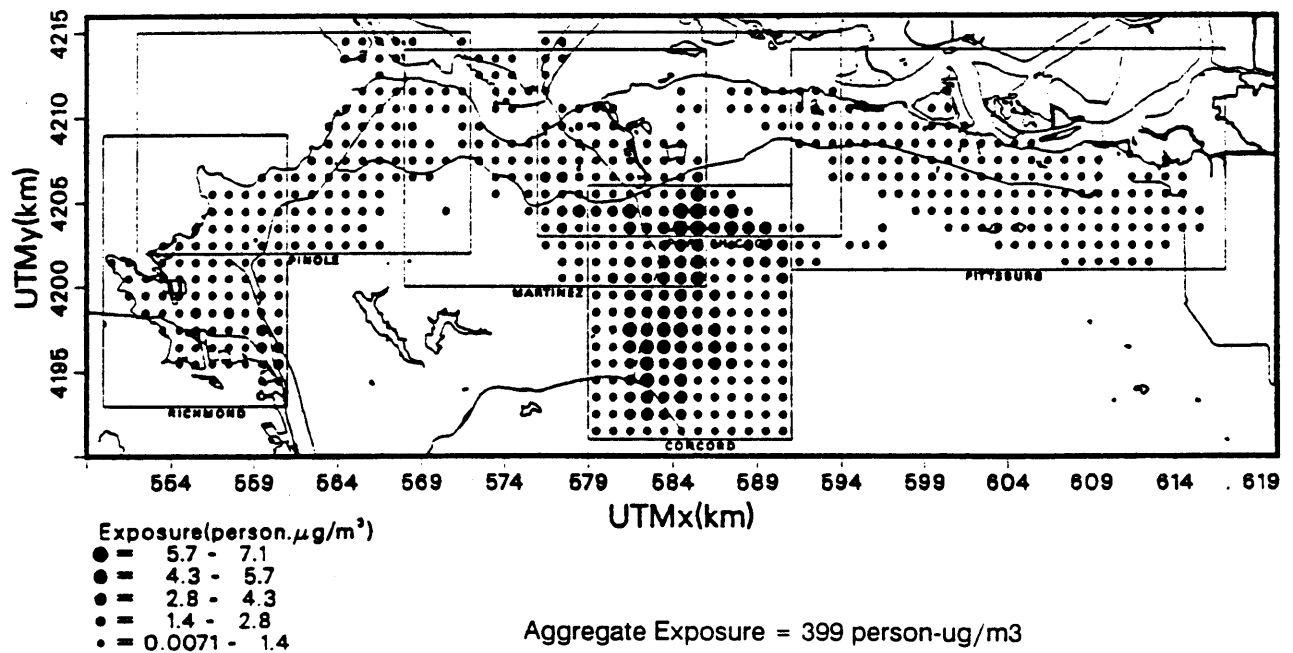 4215
4210
4205
4200
4195
UTMy(km)
PINOLE
MARTINEZ
PITTSBURG
RICHMOND
CORCORD
554 559 564 569 574 579 584 589 594 599 604 609 614 . 619
UTMx(km)
Exposure(person.μg/m³)
= 5.7 - 7.1
= 4.3 - 5.7
= 2.8 - 4.3
= 1.4 - 2.8
= 0.0071 - 1.4
Aggregate Exposure = 399 person-ug/m3